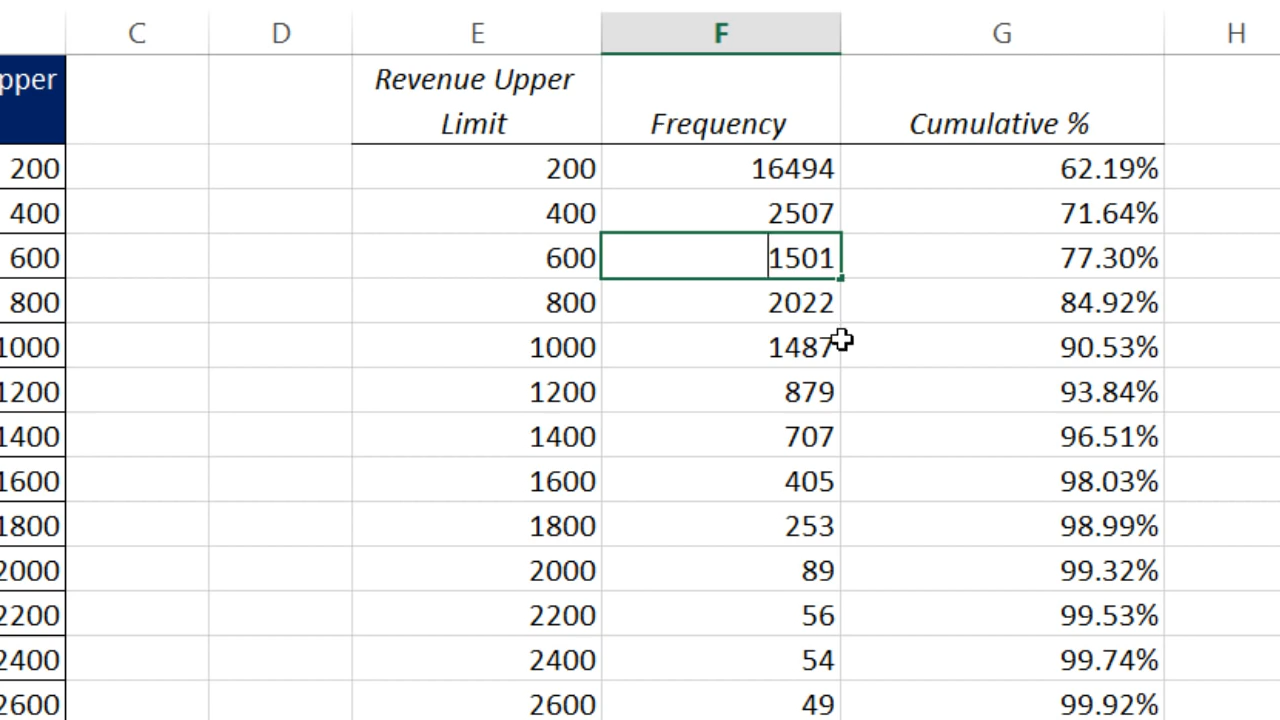 C D E F G H
pper Revenue Upper
Limit Frequency Cumulative %
200 200 16494 62.19%
400 400 2507 71.64%
600 600 1501 77.30%
800 800 2022 84.92%
1000 1000 1487 90.53%
1200 1200 879 93.84%
1400 1400 707 96.51%
1600 1600 405 98.03%
1800 1800 253 98.99%
2000 2000 89 99.32%
2200 2200 56 99.53%
2400 2400 54 99.74%
2600 2600 49 99.92%